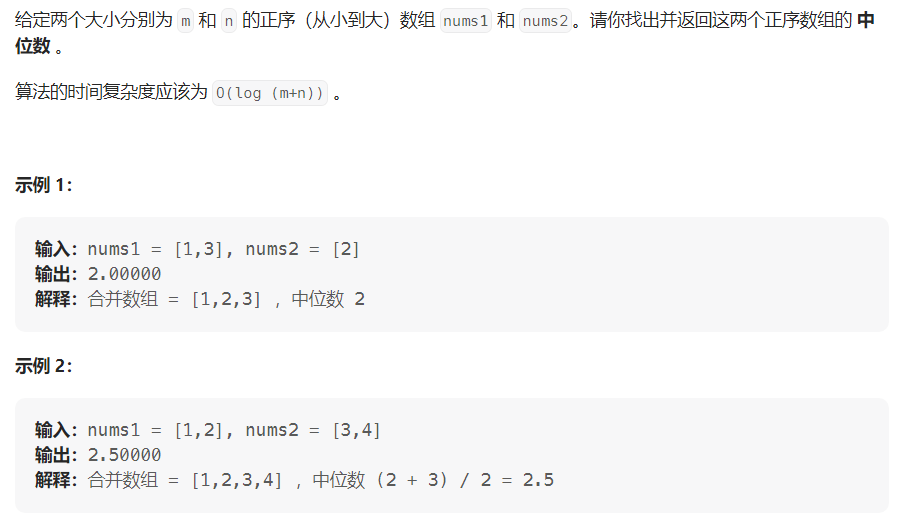 给定两个大小分别为 m 和 n 的正序（从小到大）数组 nums1 和 nums2。请你找出并返回这两个正序数组的 中
位数 。
算法的时间复杂度应该为 O(log (m+n)) 。
示例 1：
输入：nums1 = [1,3], nums2 = [2]
输出：2.00000
解释：合并数组 = [1,2,3] ，中位数 2
示例 2：
输入：nums1 = [1,2], nums2 = [3,4]
输出：2.50000
解释：合并数组 = [1,2,3,4] ，中位数 (2 + 3) / 2 = 2.5